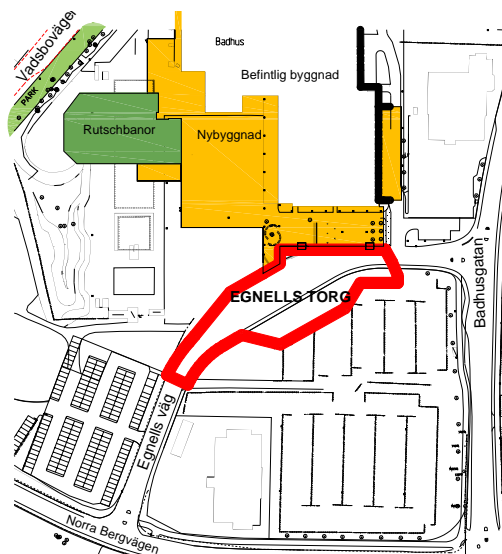 Vadsbovägen
PARK
Badhus
Befintlig byggnad
Rutschbanor
Nybyggnad
EGNELLS TORG
Badhusgatan
Egnells väg
Norra Bergvägen